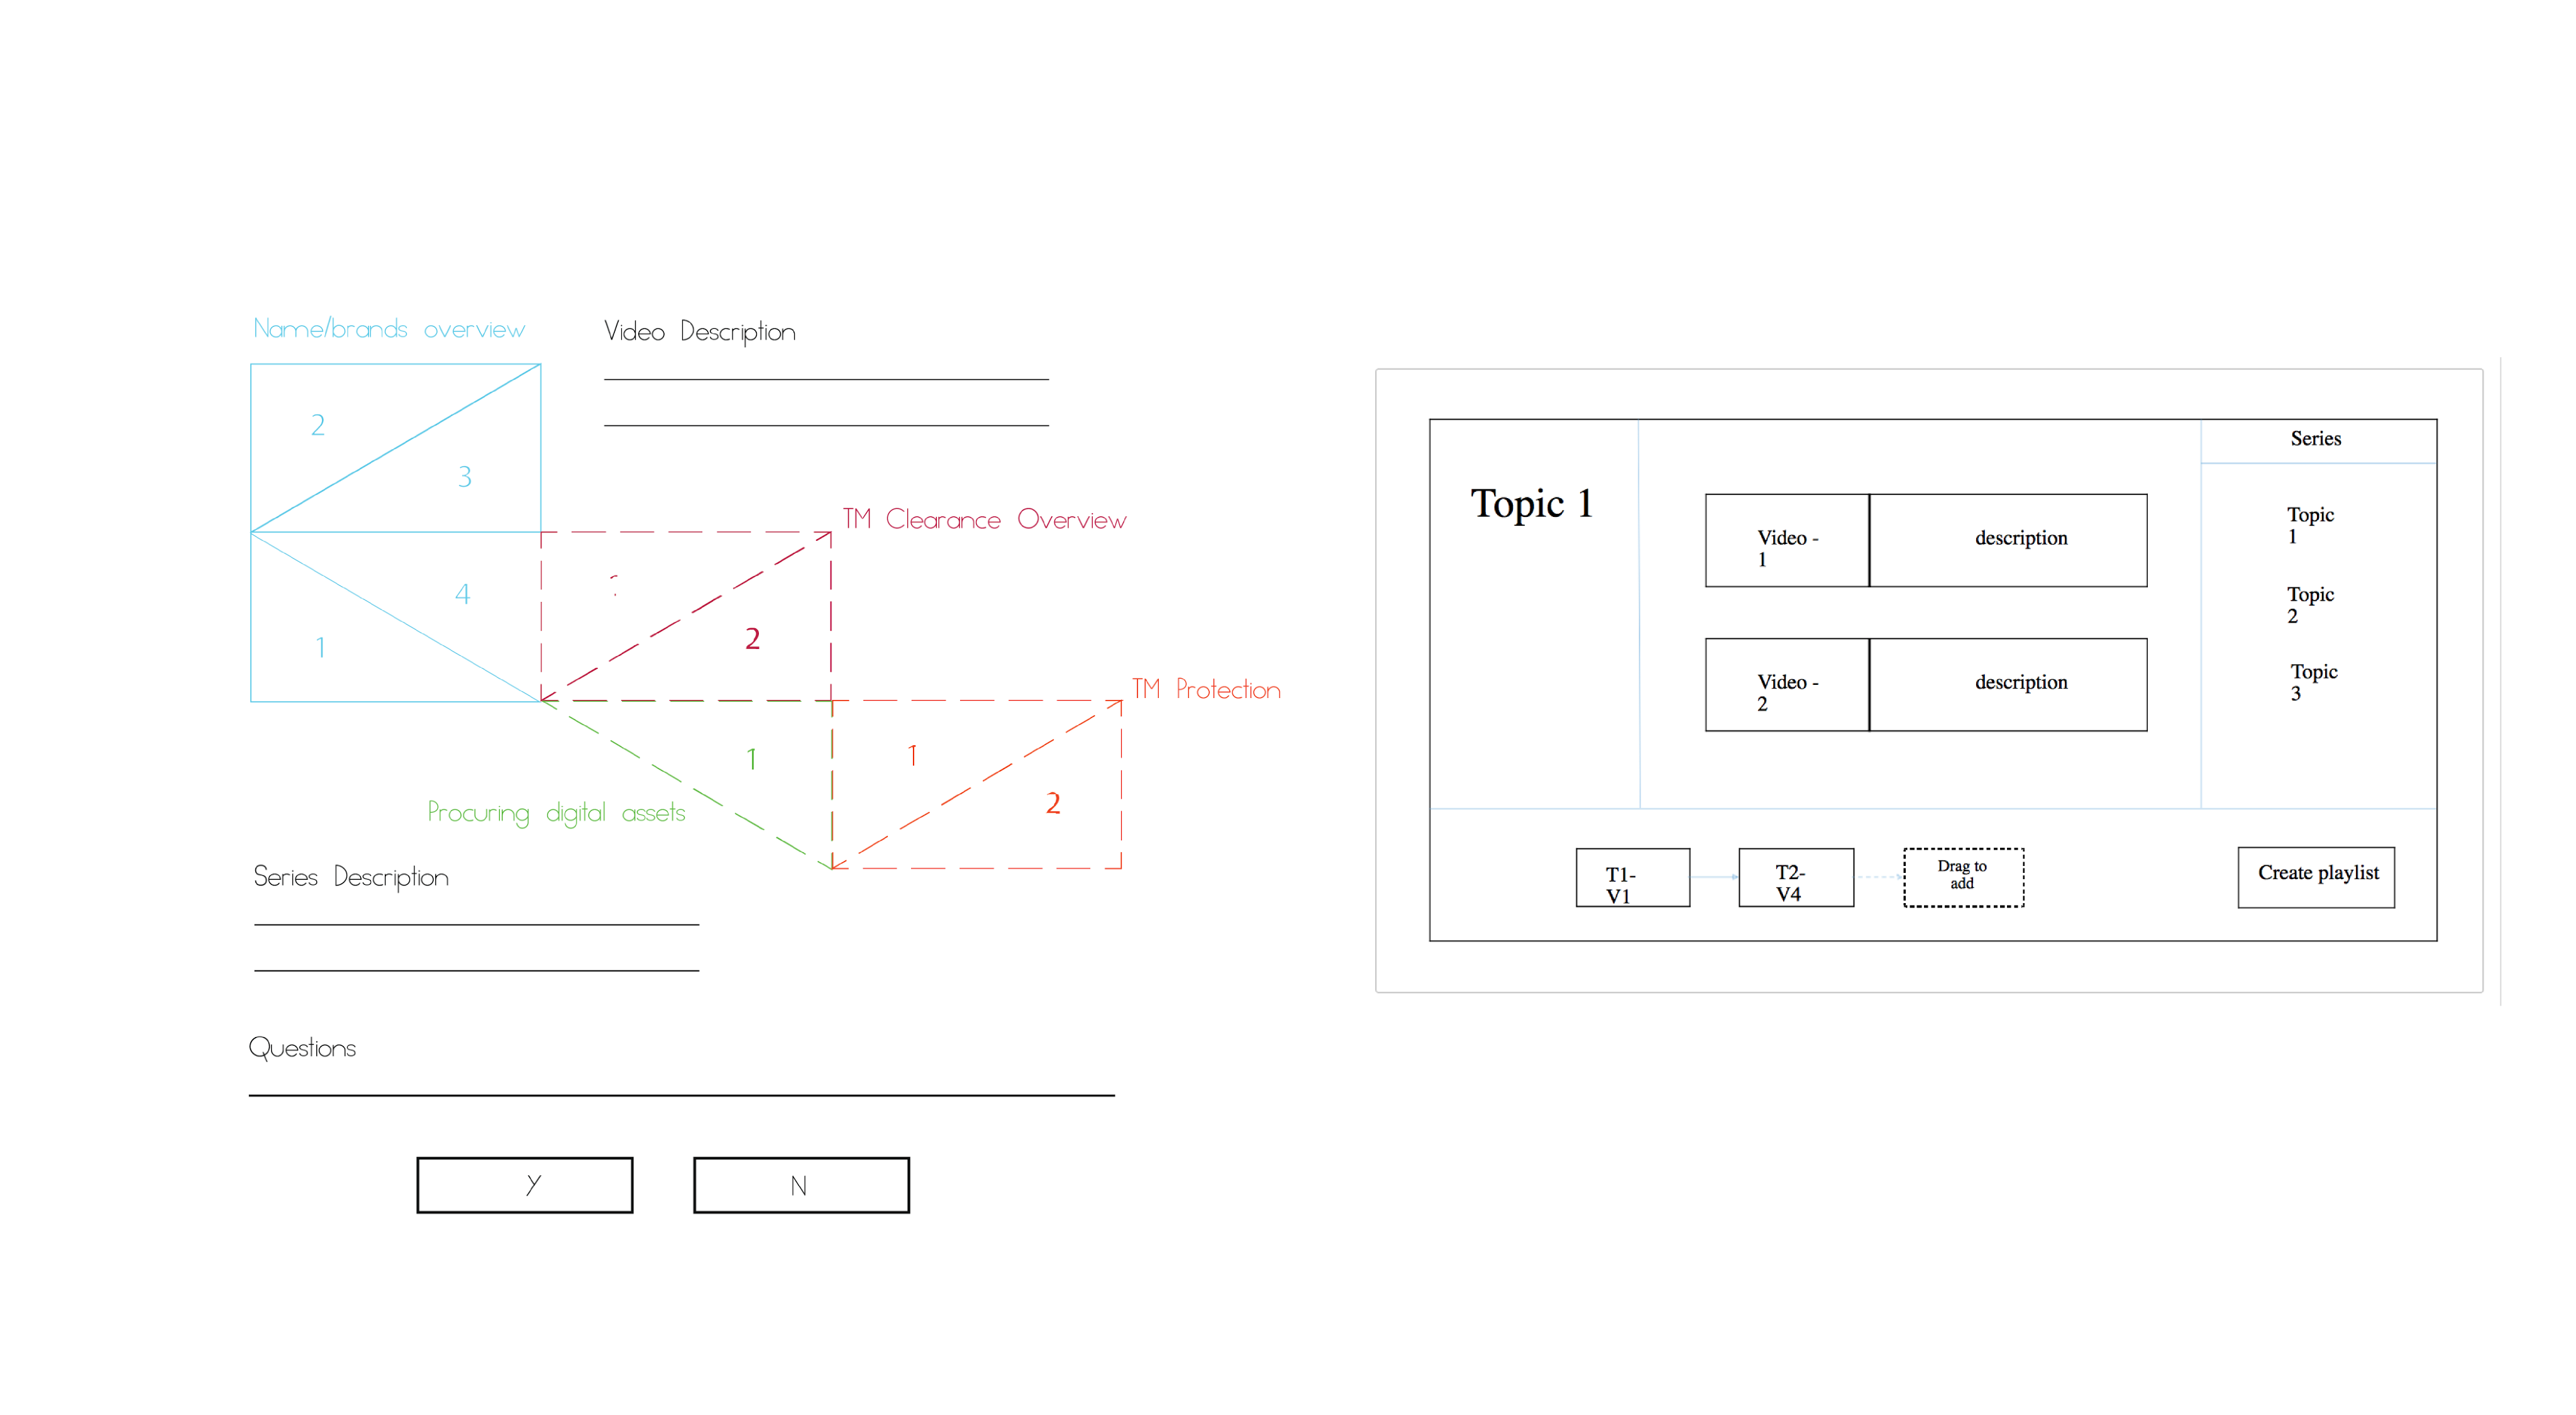 Name/brands overview
Video Description
2
3
4
1
TM Clearance Overview
2
TM Protection
1
1
2
Procuring digital assets
Series Description
Questions
Y
N
Series
Topic 1
Video -
1
description
Video -
2
description
Topic
1
Topic
2
Topic
3
T1-
V1
T2-
V4
Drag to
add
Create playlist